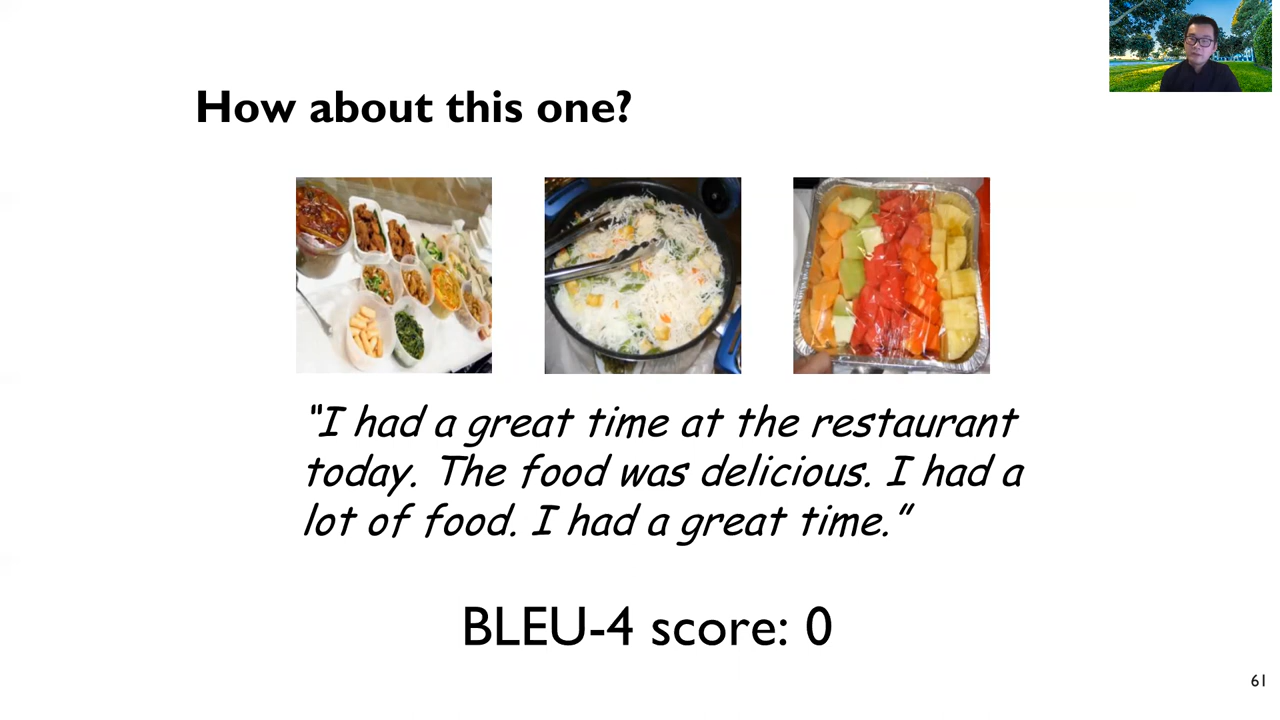 How about this one?
"I had a great time at the restaurant
today. The food was delicious. I had a
lot of food. I had a great time."
BLEU-4 score: 0
61